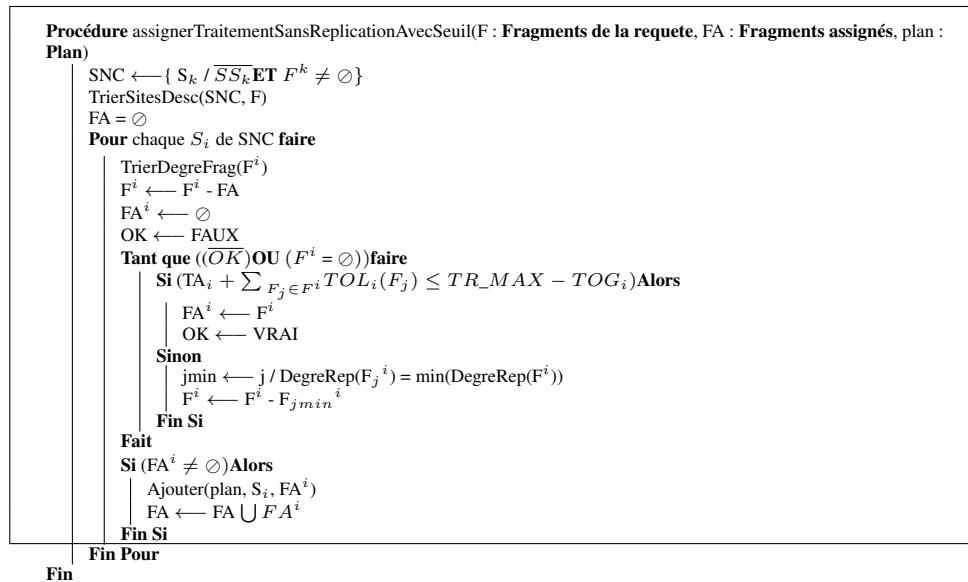 Procédure assignerTraitementSansReplicationAvecSeuil(F : Fragments de la requete, FA : Fragments assignés, plan :
Plan)
SNC ⟵{ S_k / \overline{SS_k}ET F^k ≠ ⊘}
TrierSitesDesc(SNC, F)
FA = ⊘
Pour chaque S_i de SNC faire
TrierDegreFrag(F^i)
F^i ⟵ F^i - FA
FA^i ⟵ ⊘
OK ⟵ FAUX
Tant que ((\overline{OK})OU (F^i = ⊘))faire
Si (TA_i + ∑ _{F_j ∈ F^i} TOL_i(F_j) ≤ TR_MAX − TOG_i)Alors
FA^i ⟵ F^i
OK ⟵ VRAI
Sinon
jmin ⟵ j / DegreRep(F_j^i) = min(DegreRep(F^i))
F^i ⟵ F^i - F_{jmin}^i
Fin Si
Fait
Si (FA^i ≠ ⊘)Alors
Ajouter(plan, S_i, FA^i)
FA ⟵ FA ⋃ FA^i
Fin Si
Fin Pour
Fin